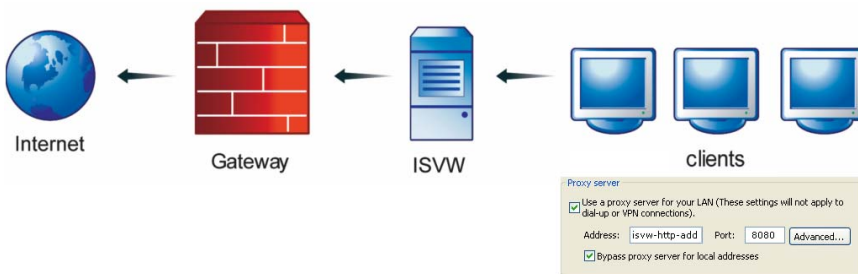 Internet
Gateway
ISVW
clients
Proxy server
Use a proxy server for your LAN (These settings will not apply to
dial-up or VPN connections).
Address: isvw-http-add Port: 8080 Advanced...
Bypass proxy server for local addresses